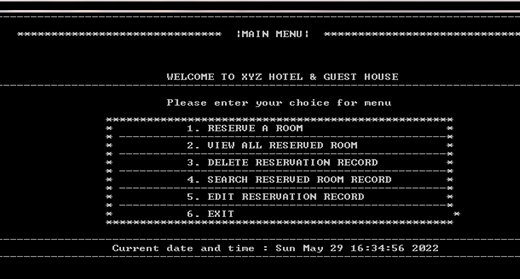 ******************************* |MAIN MENU| ******************************
WELCOME TO XYZ HOTEL & GUEST HOUSE
Please enter your choice for menu
1. RESERVE A ROOM
2. VIEW ALL RESERVED ROOM
3. DELETE RESERVATION RECORD
4. SEARCH RESERVED ROOM RECORD
5. EDIT RESERVATION RECORD
6. EXIT
Current date and time : Sun May 29 16:34:56 2022